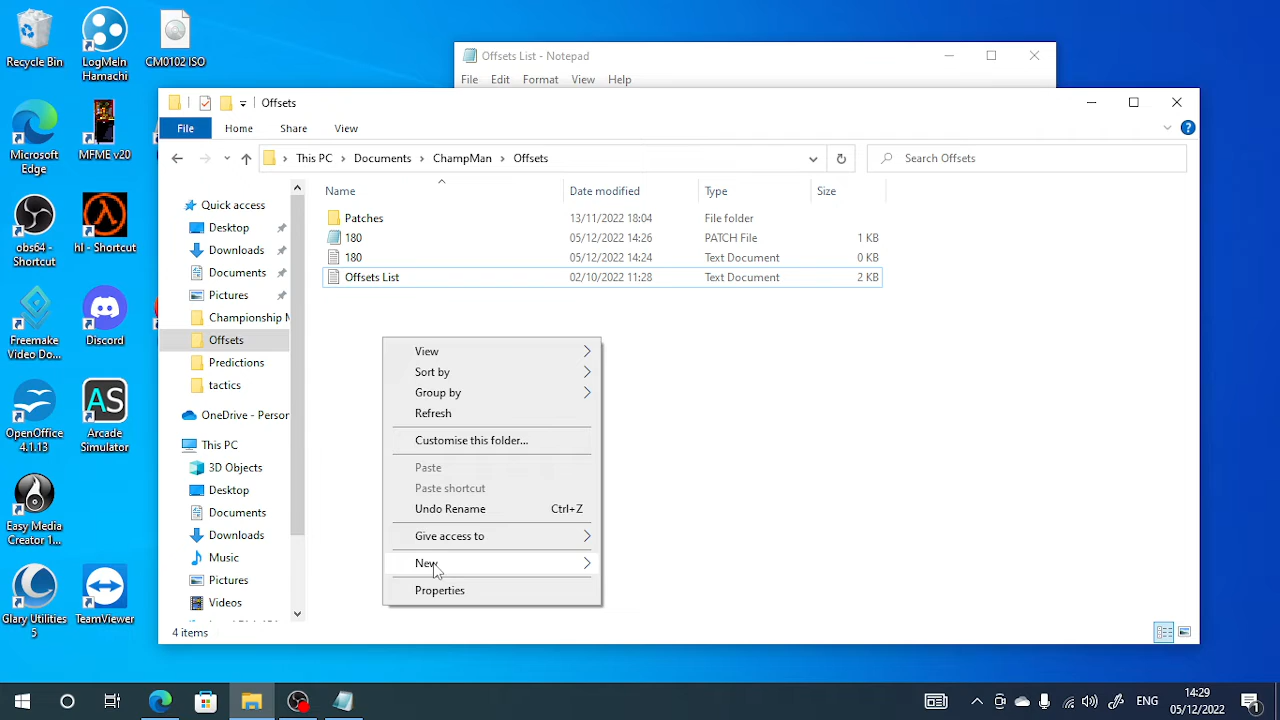 Recycle Bin
LogMeIn
Hamachi
CM0102 ISO
Microsoft
Edge
MFME v20
obs64 -
Shortcut
hl - Shortcut
Freemake
Video Do...
Discord
OpenOffice
4.1.13
Arcade
Simulator
Easy Media
Creator 1...
Glary Utilities
5
TeamViewer
Offsets List - Notepad
File Edit Format View Help
Offsets
File Home Share View
This PC > Documents > ChampMan > Offsets
Search Offsets
Name Date modified Type Size
Patches 13/11/2022 18:04 File folder
180 05/12/2022 14:26 PATCH File 1 KB
180 05/12/2022 14:24 Text Document 0 KB
Offsets List 02/10/2022 11:28 Text Document 2 KB
Quick access
Desktop
Downloads
Documents
Pictures
Championship M
Offsets
Predictions
tactics
OneDrive - Person
This PC
3D Objects
Desktop
Documents
Downloads
Music
Pictures
Videos
View
Sort by
Group by
Refresh
Customise this folder...
Paste
Paste shortcut
Undo Rename Ctrl+Z
Give access to
New
Properties
4 items
ENG
14:29
05/12/2022
1